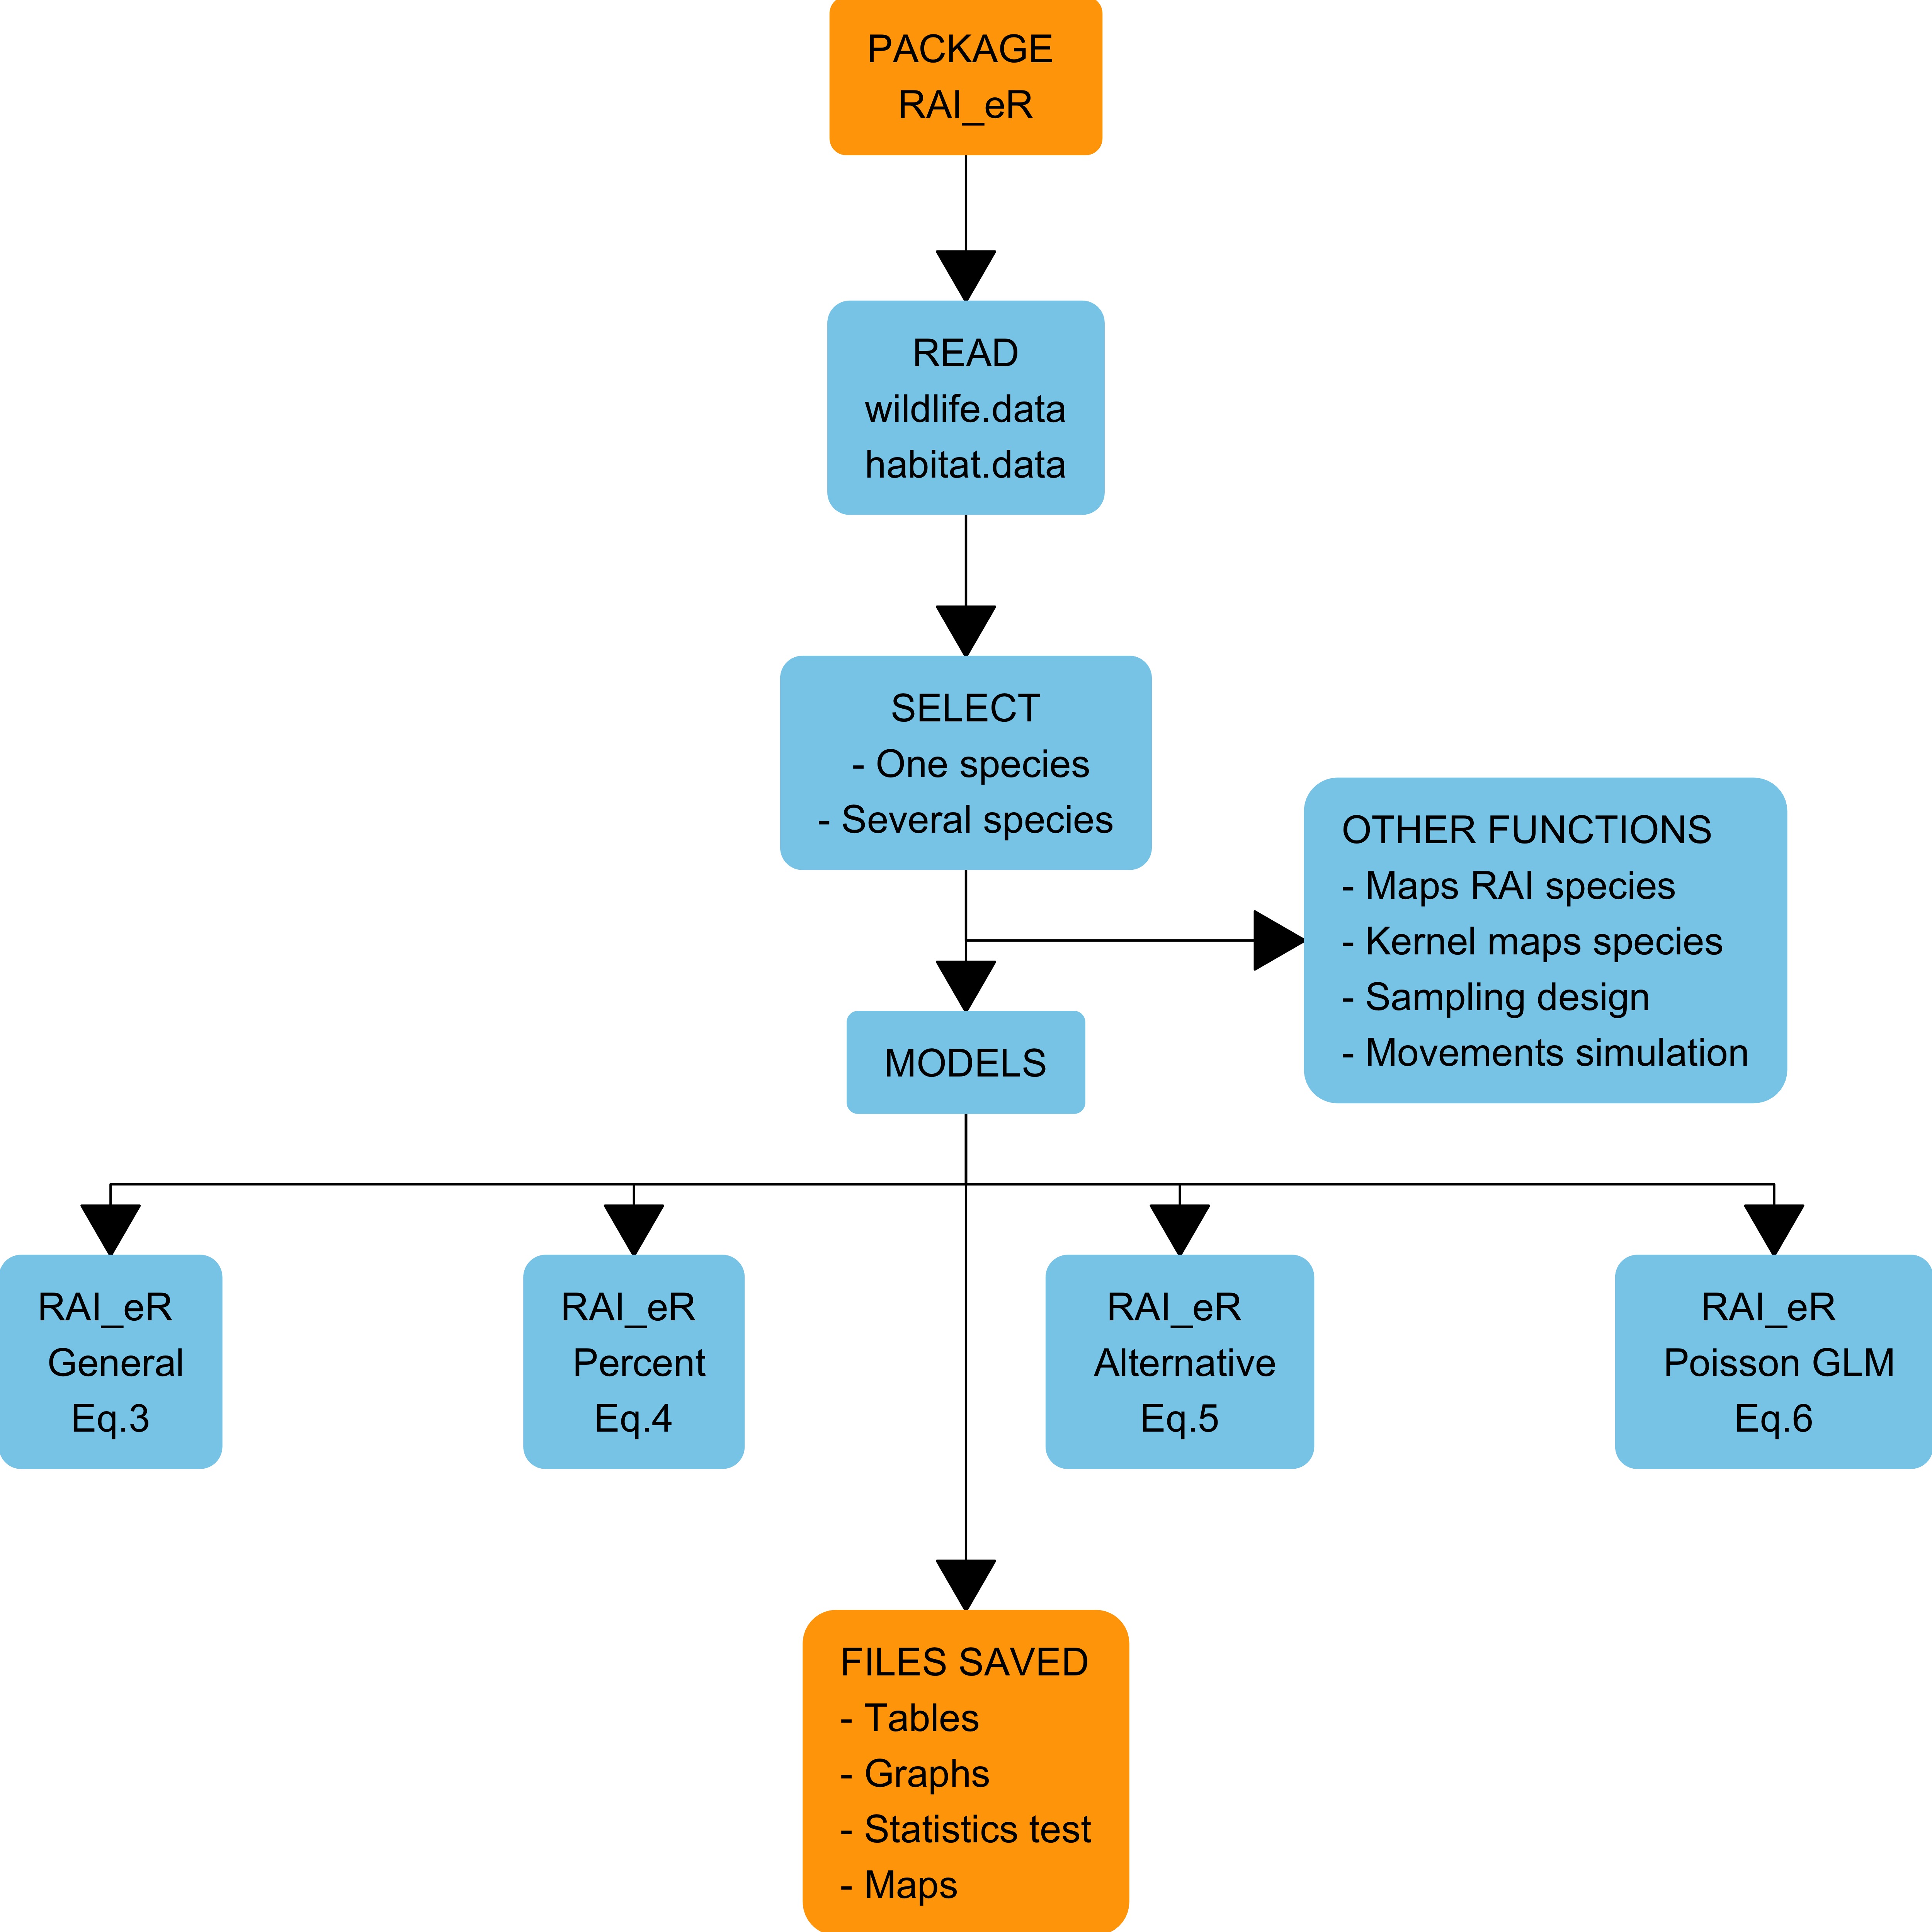 PACKAGE
RAI_eR
READ
wildlife.data
habitat.data
SELECT
- One species
- Several species
OTHER FUNCTIONS
- Maps RAI species
- Kernel maps species
- Sampling design
- Movements simulation
MODELS
RAI_eR
General
Eq.3
RAI_eR
Percent
Eq.4
RAI_eR
Alternative
Eq.5
RAI_eR
Poisson GLM
Eq.6
FILES SAVED
- Tables
- Graphs
- Statistics test
- Maps